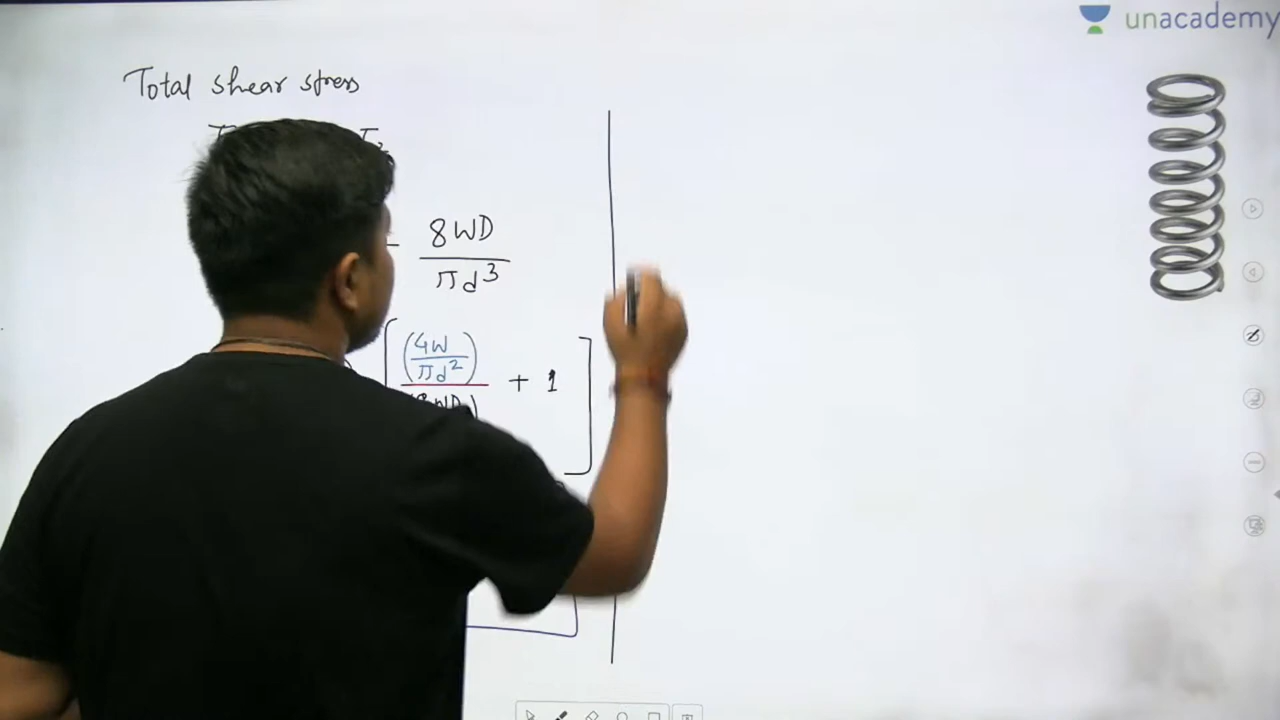 unacademy
Total shear stress
8WD
πd³
(4W
πd²) + 1